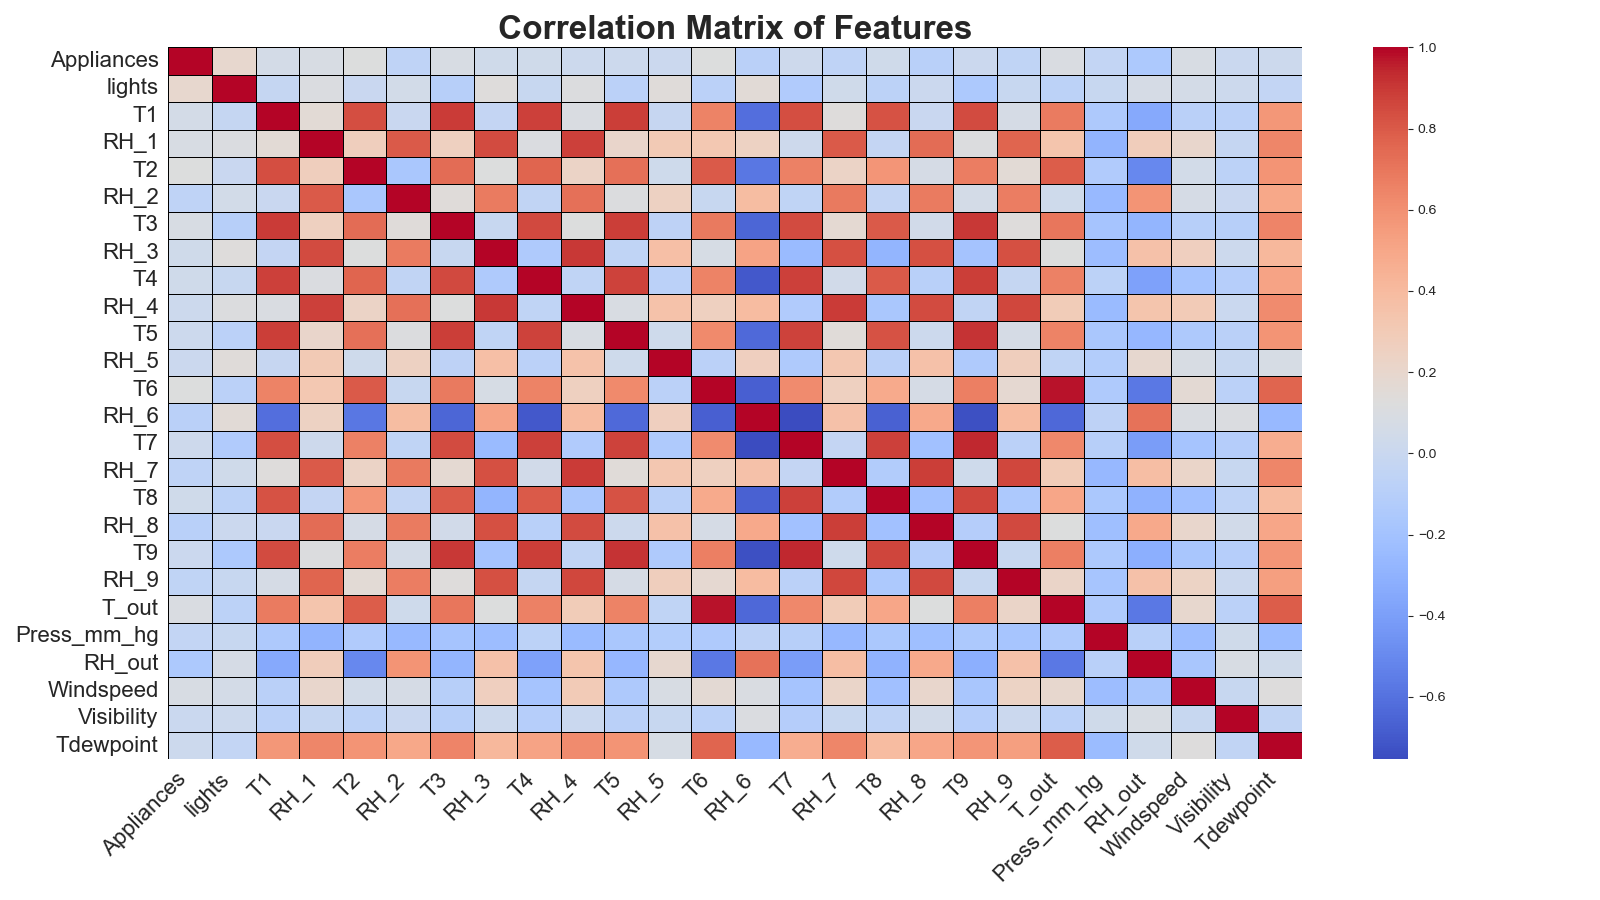 Correlation Matrix of Features
Appliances
lights
T1
RH_1
T2
RH_2
T3
RH_3
T4
RH_4
T5
RH_5
T6
RH_6
T7
RH_7
T8
RH_8
T9
RH_9
T_out
Press_mm_hg
RH_out
Windspeed
Visibility
Tdewpoint
Appliances
lights
T1
RH_1
T2
RH_2
T3
RH_3
T4
RH_4
T5
RH_5
T6
RH_6
T7
RH_7
T8
RH_8
T9
RH_9
T_out
Press_mm_hg
RH_out
Windspeed
Visibility
Tdewpoint
1.0
0.8
0.6
0.4
0.2
0.0
−0.2
−0.4
−0.6